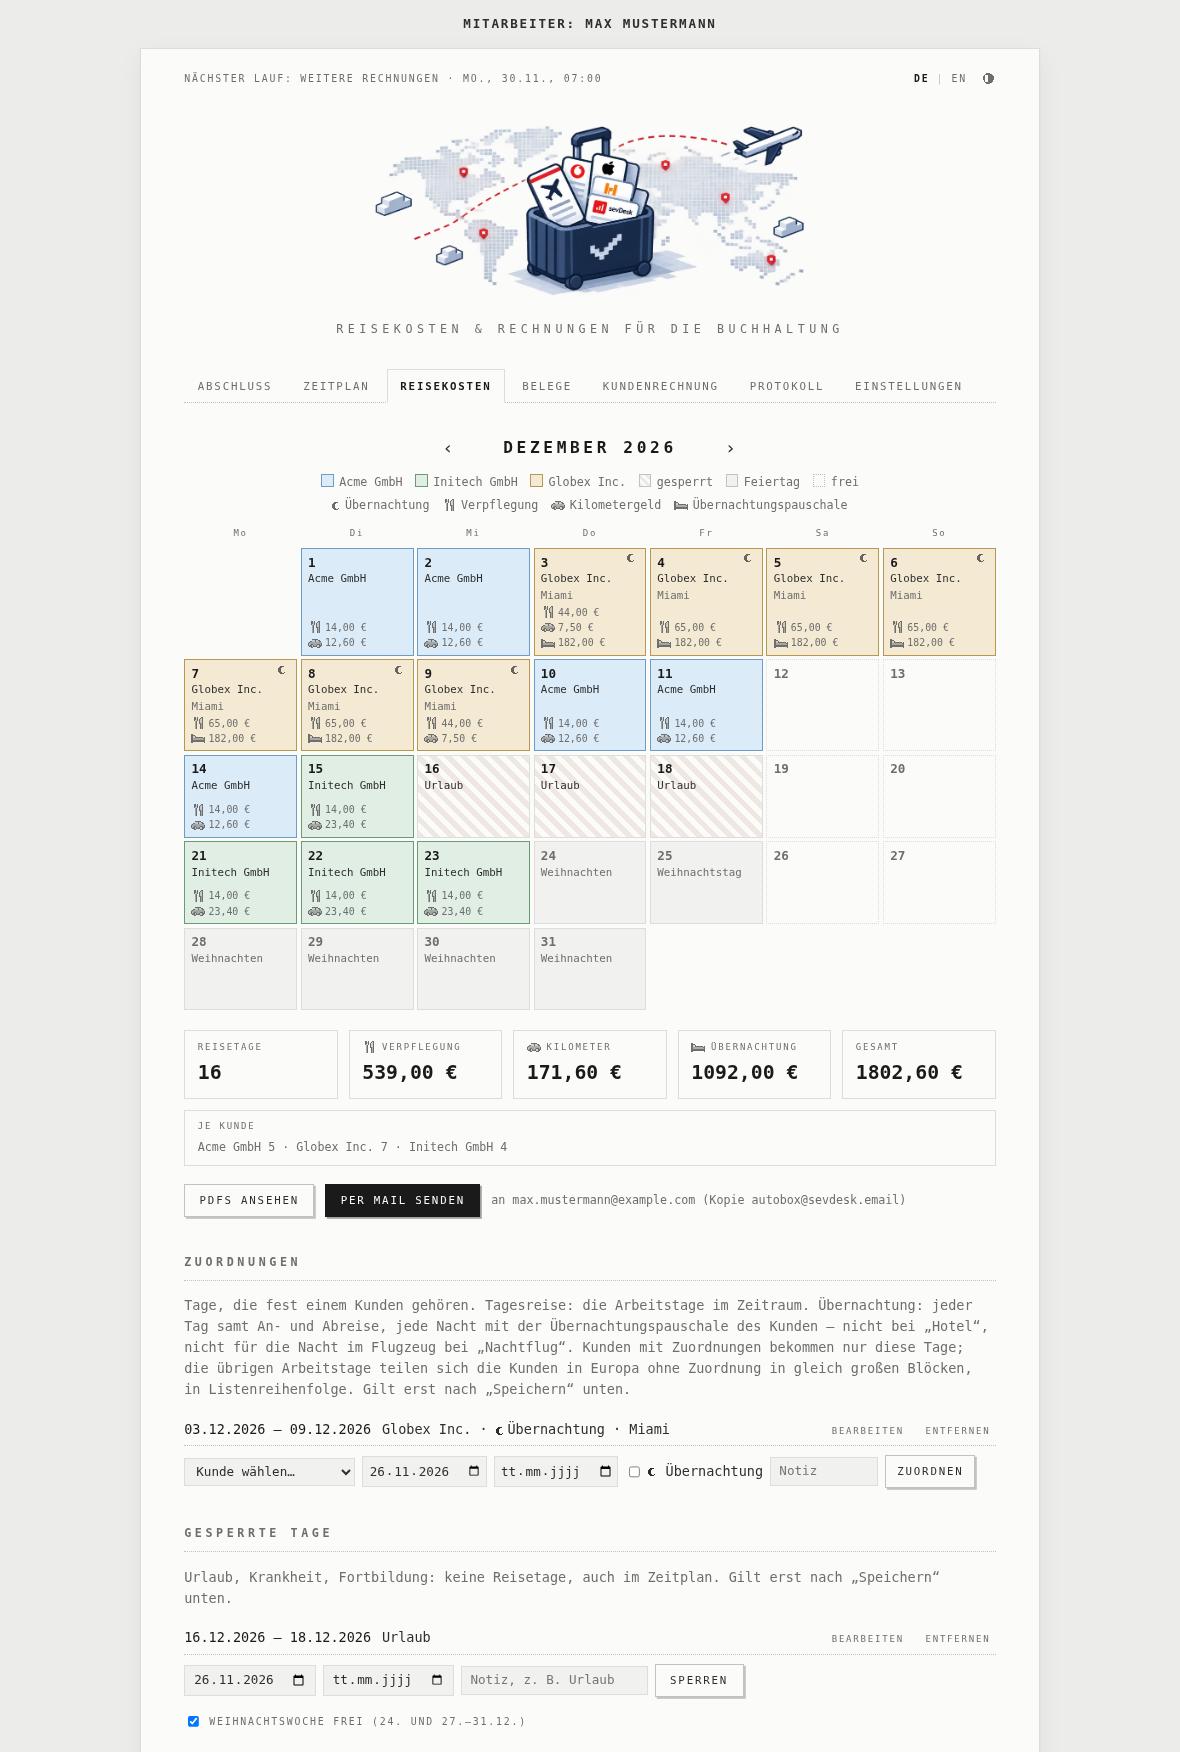 MITARBEITER: MAX MUSTERMANN
NÄCHSTER LAUF: WEITERE RECHNUNGEN · MO., 30.11., 07:00
DE | EN
sevDesk
REISEKOSTEN & RECHNUNGEN FÜR DIE BUCHHALTUNG
ABSCHLUSS ZEITPLAN REISEKOSTEN BELEGE KUNDENRECHNUNG PROTOKOLL EINSTELLUNGEN
‹ DEZEMBER 2026 ›
Acme GmbH Initech GmbH Globex Inc. gesperrt Feiertag frei
Übernachtung Verpflegung Kilometergeld Übernachtungspauschale
Mo Di Mi Do Fr Sa So
1 2 3 4 5 6
Acme GmbH Acme GmbH Globex Inc. Globex Inc. Globex Inc. Globex Inc.
Miami Miami Miami Miami
44,00 €
14,00 € 14,00 € 7,50 € 65,00 € 65,00 € 65,00 €
12,60 € 12,60 € 182,00 € 182,00 € 182,00 € 182,00 €
7 8 9 10 11 12 13
Globex Inc. Globex Inc. Globex Inc. Acme GmbH Acme GmbH
Miami Miami Miami
65,00 € 65,00 € 44,00 € 14,00 € 14,00 €
182,00 € 182,00 € 7,50 € 12,60 € 12,60 €
14 15 16 17 18 19 20
Acme GmbH Initech GmbH Urlaub Urlaub Urlaub
14,00 € 14,00 €
12,60 € 23,40 €
21 22 23 24 25 26 27
Initech GmbH Initech GmbH Initech GmbH Weihnachten Weihnachtstag
14,00 € 14,00 € 14,00 €
23,40 € 23,40 € 23,40 €
28 29 30 31
Weihnachten Weihnachten Weihnachten Weihnachten
REISETAGE VERPFLEGUNG KILOMETER ÜBERNACHTUNG GESAMT
16 539,00 € 171,60 € 1092,00 € 1802,60 €
JE KUNDE
Acme GmbH 5 · Globex Inc. 7 · Initech GmbH 4
PDFS ANSEHEN PER MAIL SENDEN an max.mustermann@example.com (Kopie autobox@sevdesk.email)
ZUORDNUNGEN
Tage, die fest einem Kunden gehören. Tagesreise: die Arbeitstage im Zeitraum. Übernachtung: jeder
Tag samt An- und Abreise, jede Nacht mit der Übernachtungspauschale des Kunden – nicht bei „Hotel“,
nicht für die Nacht im Flugzeug bei „Nachtflug“. Kunden mit Zuordnungen bekommen nur diese Tage;
die übrigen Arbeitstage teilen sich die Kunden in Europa ohne Zuordnung in gleich großen Blöcken,
in Listenreihenfolge. Gilt erst nach „Speichern“ unten.
03.12.2026 – 09.12.2026 Globex Inc. · Übernachtung · Miami BEARBEITEN ENTFERNEN
Kunde wählen… 26.11.2026 tt.mm.jjjj Übernachtung Notiz ZUORDNEN
GESPERRTE TAGE
Urlaub, Krankheit, Fortbildung: keine Reisetage, auch im Zeitplan. Gilt erst nach „Speichern“
unten.
16.12.2026 – 18.12.2026 Urlaub BEARBEITEN ENTFERNEN
26.11.2026 tt.mm.jjjj Notiz, z. B. Urlaub SPERREN
WEIHNACHTSWOCHE FREI (24. UND 27.–31.12.)